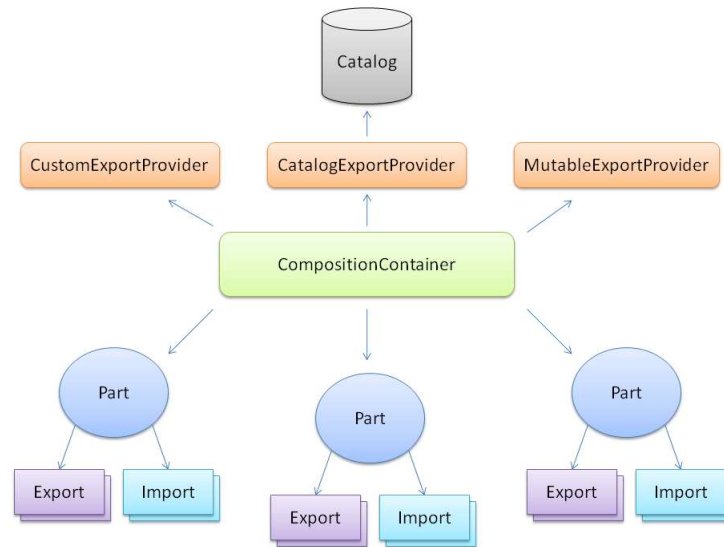 Catalog
CustomExportProvider
CatalogExportProvider
MutableExportProvider
CompositionContainer
Part
Part
Part
Export
Import
Export
Import
Export
Import